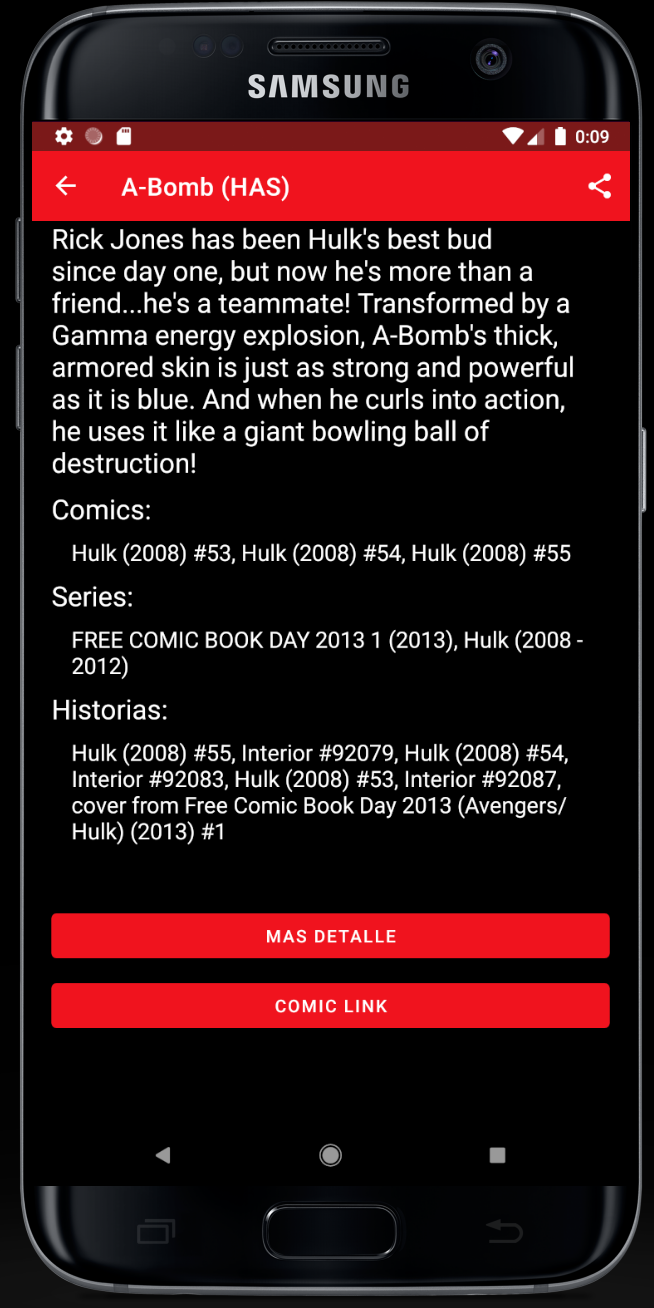 SAMSUNG
0:09
A-Bomb (HAS)
Rick Jones has been Hulk's best bud
since day one, but now he's more than a
friend...he's a teammate! Transformed by a
Gamma energy explosion, A-Bomb's thick,
armored skin is just as strong and powerful
as it is blue. And when he curls into action,
he uses it like a giant bowling ball of
destruction!
Comics:
Hulk (2008) #53, Hulk (2008) #54, Hulk (2008) #55
Series:
FREE COMIC BOOK DAY 2013 1 (2013), Hulk (2008 -
2012)
Historias:
Hulk (2008) #55, Interior #92079, Hulk (2008) #54,
Interior #92083, Hulk (2008) #53, Interior #92087,
cover from Free Comic Book Day 2013 (Avengers/
Hulk) (2013) #1
MAS DETALLE
COMIC LINK